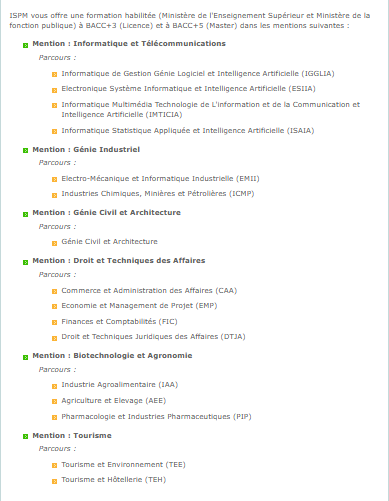 ISPM vous offre une formation habilitée (Ministère de l'Enseignement Supérieur et Ministère de la
fonction publique) à BACC+3 (Licence) et à BACC+5 (Master) dans les mentions suivantes :
Mention : Informatique et Télécommunications
Parcours :
Informatique de Gestion Génie Logiciel et Intelligence Artificielle (IGGLIA)
Electronique Système Informatique et Intelligence Artificielle (ESIIA)
Informatique Multimédia Technologie de L'information et de la Communication et
Intelligence Artificielle (IMTICIA)
Informatique Statistique Appliquée et Intelligence Artificielle (ISAIA)
Mention : Génie Industriel
Parcours :
Electro-Mécanique et Informatique Industrielle (EMII)
Industries Chimiques, Minières et Pétrolières (ICMP)
Mention : Génie Civil et Architecture
Parcours :
Génie Civil et Architecture
Mention : Droit et Techniques des Affaires
Parcours :
Commerce et Administration des Affaires (CAA)
Economie et Management de Projet (EMP)
Finances et Comptabilités (FIC)
Droit et Techniques Juridiques des Affaires (DTJA)
Mention : Biotechnologie et Agronomie
Parcours :
Industrie Agroalimentaire (IAA)
Agriculture et Elevage (AEE)
Pharmacologie et Industries Pharmaceutiques (PIP)
Mention : Tourisme
Parcours :
Tourisme et Environnement (TEE)
Tourisme et Hôtellerie (TEH)